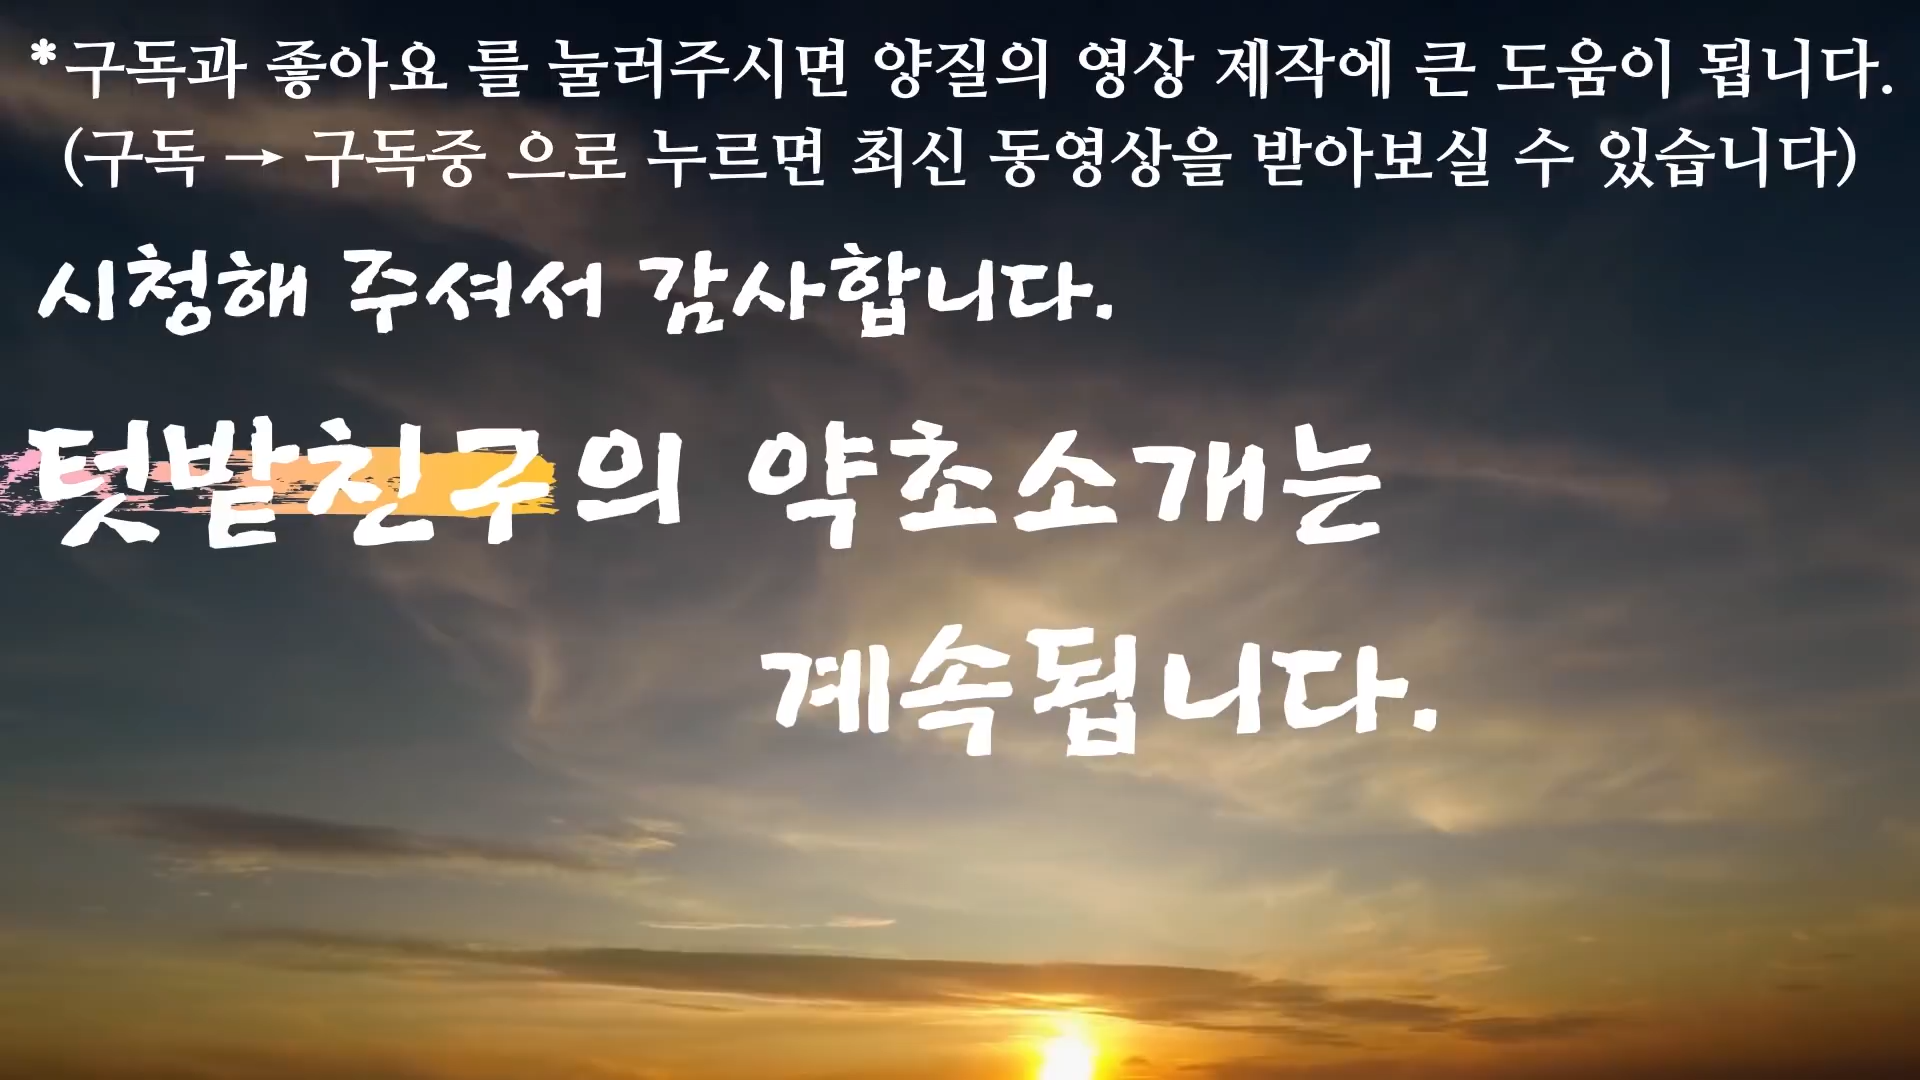 *구독과 좋아요 를 눌러주시면 양질의 영상 제작에 큰 도움이 됩니다.
(구독 → 구독중 으로 누르면 최신 동영상을 받아보실 수 있습니다)
시청해 주셔서 감사합니다.
텃밭친구의 약초소개는
계속됩니다.